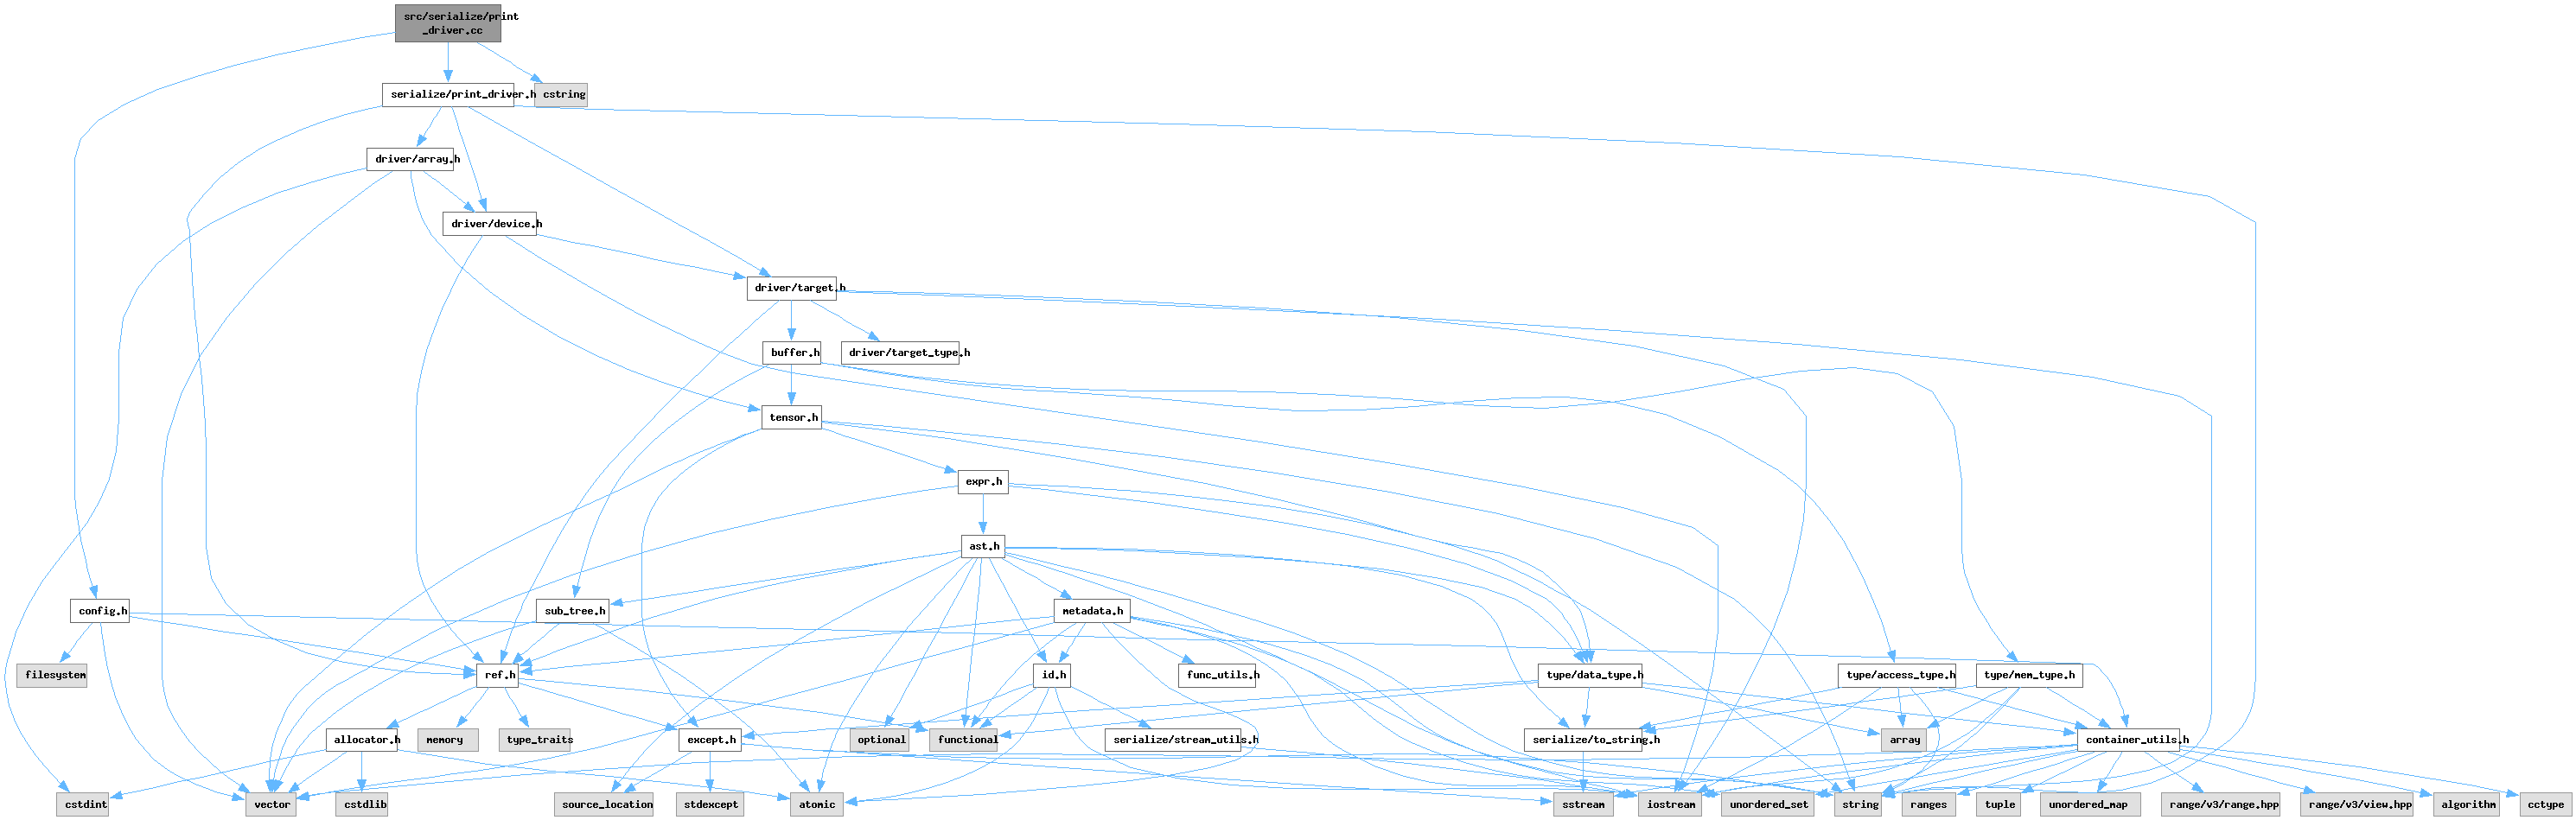 src/serialize/print
_driver.cc
serialize/print_driver.h
cstring
driver/array.h
driver/device.h
driver/target.h
buffer.h
driver/target_type.h
tensor.h
expr.h
ast.h
config.h
sub_tree.h
metadata.h
filesystem
ref.h
id.h
func_utils.h
type/data_type.h
type/access_type.h
type/mem_type.h
allocator.h
memory
type_traits
except.h
optional
functional
serialize/stream_utils.h
serialize/to_string.h
array
container_utils.h
cstdint
vector
cstdlib
source_location
stdexcept
atomic
sstream
iostream
unordered_set
string
ranges
tuple
unordered_map
range/v3/range.hpp
range/v3/view.hpp
algorithm
cctype